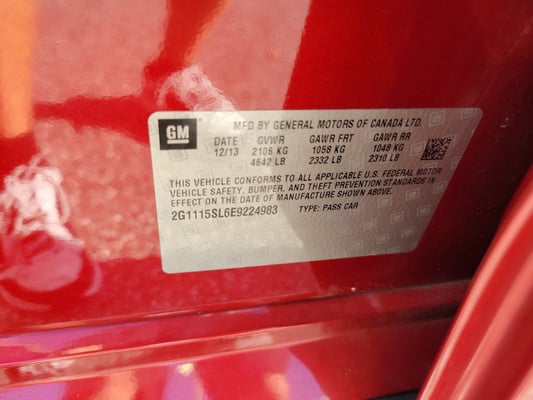 GM
MFD BY GENERAL MOTORS OF CANADA LTD.
DATE GVWR GAWR FRT GAWR RR
12/13 2106 KG 1058 KG 1048 KG
4642 LB 2332 LB 2310 LB
THIS VEHICLE CONFORMS TO ALL APPLICABLE U.S. FEDERAL MOTOR
VEHICLE SAFETY, BUMPER, AND THEFT PREVENTION STANDARDS IN
EFFECT ON THE DATE OF MANUFACTURE SHOWN ABOVE.
2G1115SL6E9224983 TYPE: PASS CAR